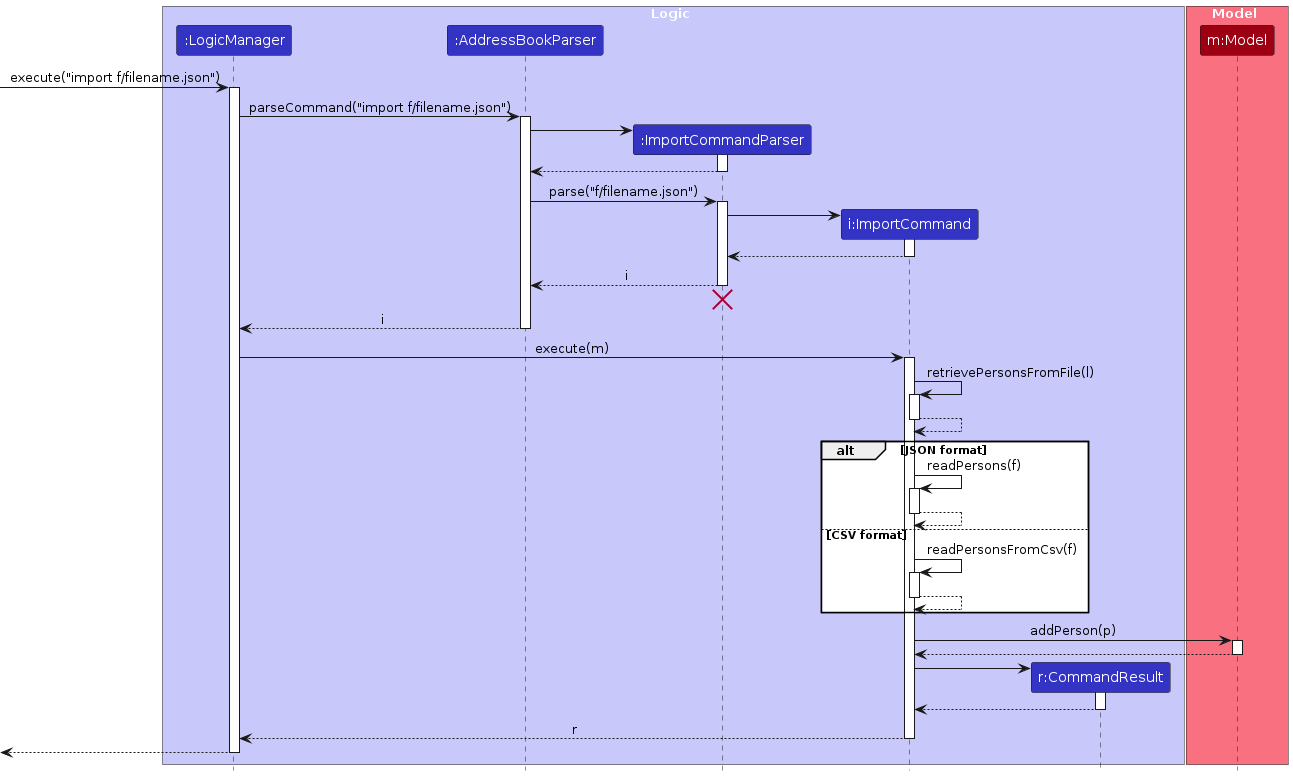 Logic
Model
:LogicManager
:AddressBookParser
m:Model
execute("import f/filename.json")
parseCommand("import f/filename.json")
:ImportCommandParser
parse("f/filename.json")
i:ImportCommand
i
i
execute(m)
retrievePersonsFromFile(l)
alt
[JSON format]
readPersons(f)
[CSV format]
readPersonsFromCsv(f)
addPerson(p)
r:CommandResult
r